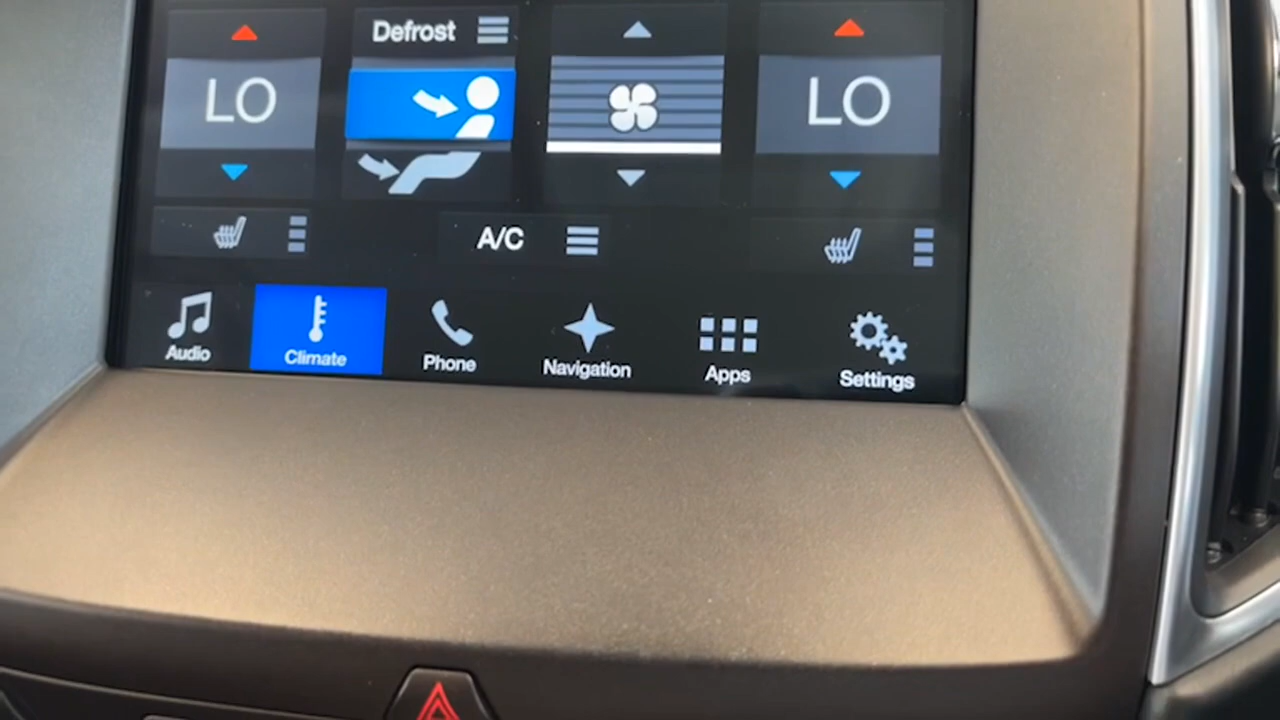 Defrost
LO
LO
A/C
Audio
Climate
Phone
Navigation
Apps
Settings